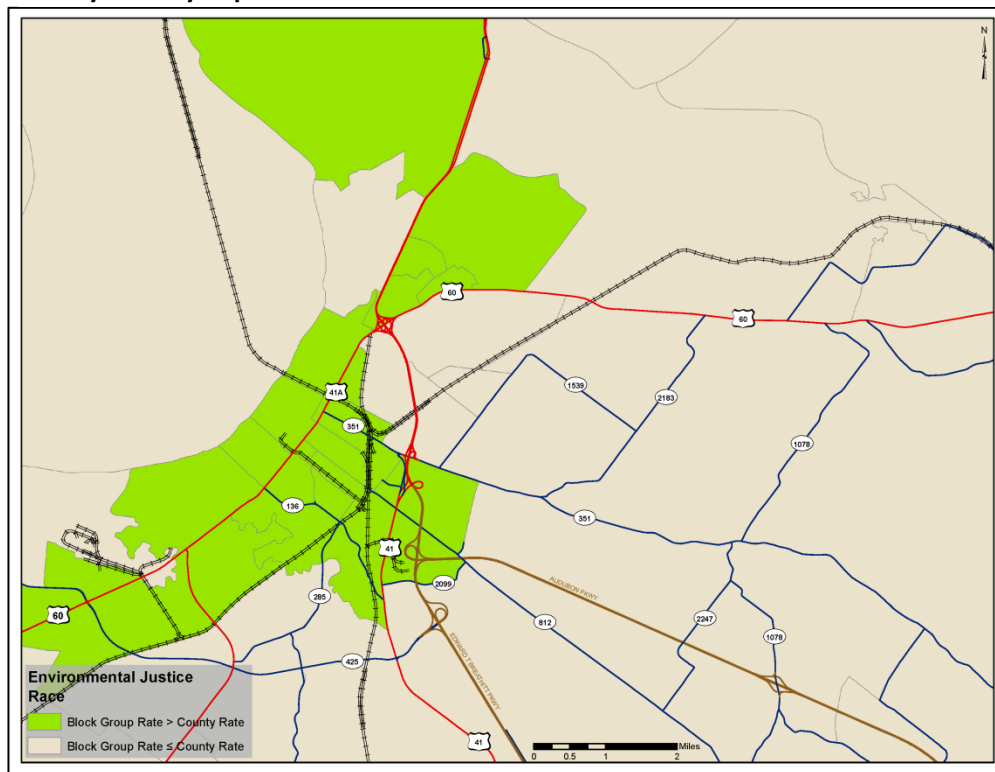 N
60
60
41A
1539
2183
351
1078
136
351
41
AUDUBON PKWY
2099
285
60
812
2247
1078
EDWARD T BREATHITT PKWY
425
Environmental Justice
Race
Block Group Rate > County Rate
Block Group Rate ≤ County Rate
41
Miles
0 0.5 1 2